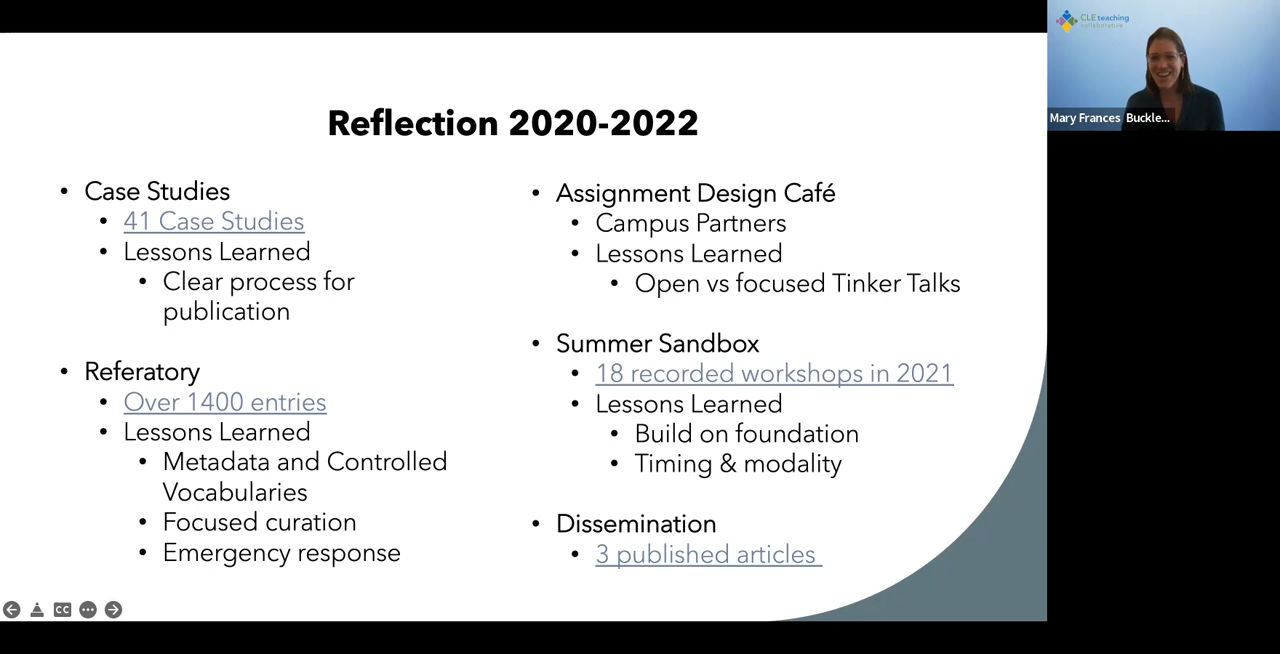 Reflection 2020-2022
• Case Studies
• 41 Case Studies
• Lessons Learned
• Clear process for
publication
• Referatory
• Over 1400 entries
• Lessons Learned
• Metadata and Controlled
Vocabularies
• Focused curation
• Emergency response
• Assignment Design Café
• Campus Partners
• Lessons Learned
• Open vs focused Tinker Talks
• Summer Sandbox
• 18 recorded workshops in 2021
• Lessons Learned
• Build on foundation
• Timing & modality
• Dissemination
• 3 published articles
CC
CLE teaching
collaborative
Mary Frances Buckle...